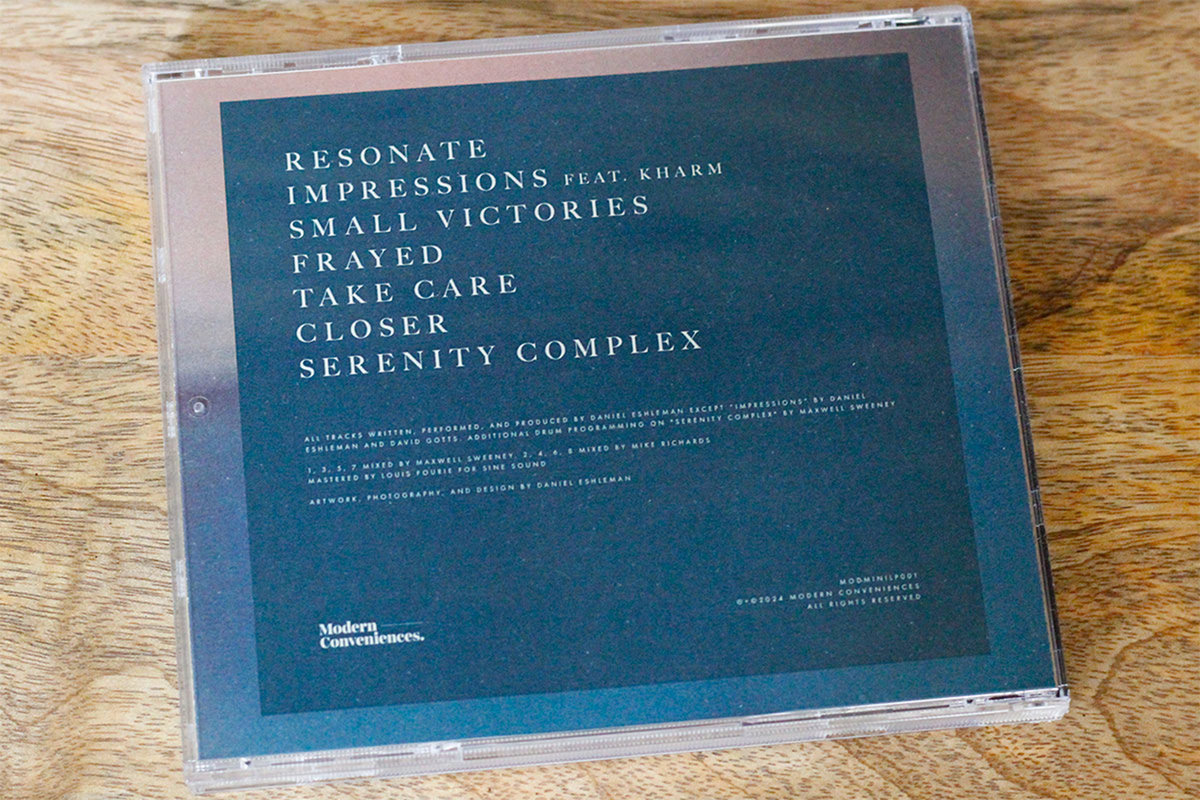 RESONATE
IMPRESSIONS FEAT. KHARM
SMALL VICTORIES
FRAYED
TAKE CARE
CLOSER
SERENITY COMPLEX
ALL TRACKS WRITTEN, PERFORMED, AND PRODUCED BY DANIEL ESHLEMAN EXCEPT "IMPRESSIONS" BY DANIEL
ESHLEMAN AND DAVID GOTTS. ADDITIONAL DRUM PROGRAMMING ON "SERENITY COMPLEX" BY MAXWELL SWEENEY
1, 3, 5, 7 MIXED BY MAXWELL SWEENEY, 2, 4, 6, 8 MIXED BY MIKE RICHARDS
MASTERED BY LOUIS FOURIE FOR SINE SOUND
ARTWORK, PHOTOGRAPHY, AND DESIGN BY DANIEL ESHLEMAN
MODMINILP001
℗+©2024 MODERN CONVENIENCES
ALL RIGHTS RESERVED
Modern
Conveniences.